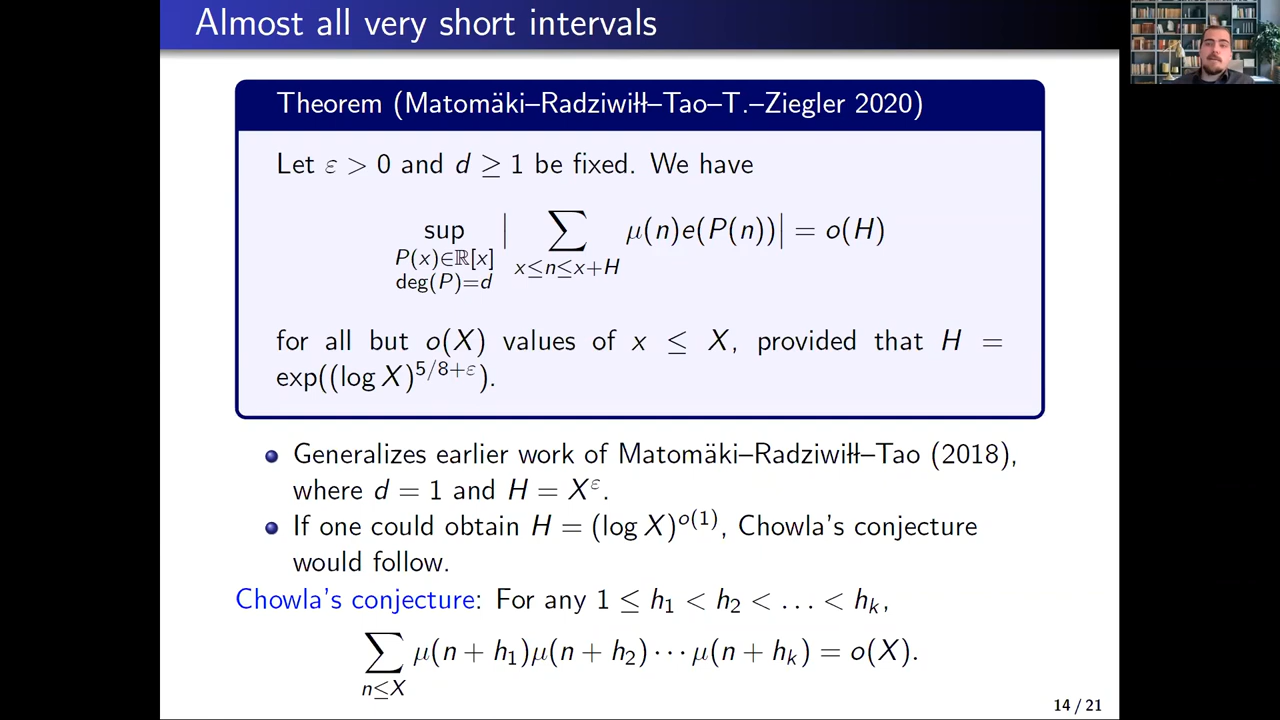 Almost all very short intervals
Theorem (Matomäki–Radziwiłł–Tao–T.–Ziegler 2020)
Let ε > 0 and d ≥ 1 be fixed. We have
sup_{P(x)∈ℝ[x] deg(P)=d} | ∑_{x≤n≤x+H} μ(n)e(P(n))| = o(H)
for all but o(X) values of x ≤ X, provided that H =
exp((log X)^{5/8+ε}).
Generalizes earlier work of Matomäki–Radziwiłł–Tao (2018),
where d = 1 and H = X^ε.
If one could obtain H = (log X)^{o(1)}, Chowla's conjecture
would follow.
Chowla's conjecture: For any 1 ≤ h₁ < h₂ < … < hₖ,
∑_{n≤X} μ(n + h₁)μ(n + h₂) ⋯ μ(n + hₖ) = o(X).
14 / 21